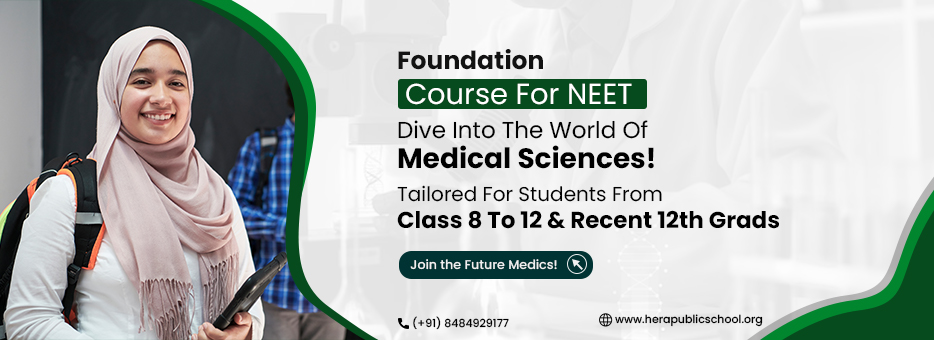 Foundation
Course For NEET
Dive Into The World Of
Medical Sciences!
Tailored For Students From
Class 8 To 12 & Recent 12th Grads
Join the Future Medics!
(+91) 8484929177
www.herapublicschool.org